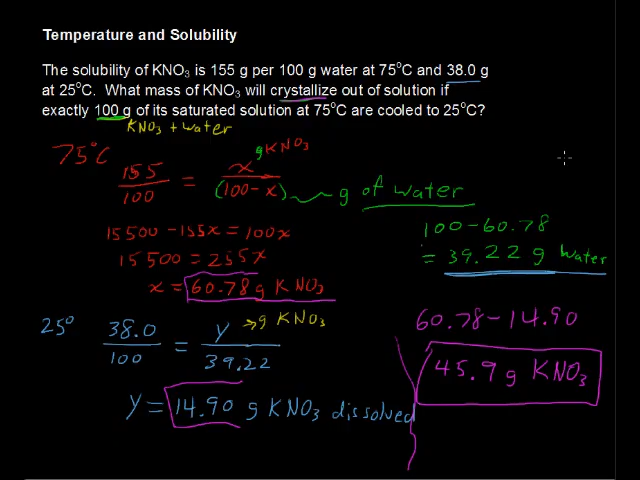 Temperature and Solubility
The solubility of KNO₃ is 155 g per 100 g water at 75°C and 38.0 g
at 25°C. What mass of KNO₃ will crystallize out of solution if
exactly 100 g of its saturated solution at 75°C are cooled to 25°C?
KNO₃ + water
75°C 155/100 = x g KNO₃/(100-x) g of water
15500 - 155x = 100x
15500 = 255x
x = 60.78 g KNO₃
100 - 60.78
= 39.22 g water
25° 38.0/100 = y/39.22 → g KNO₃
y = 14.90 g KNO₃ dissolved
60.78 - 14.90
45.9 g KNO₃